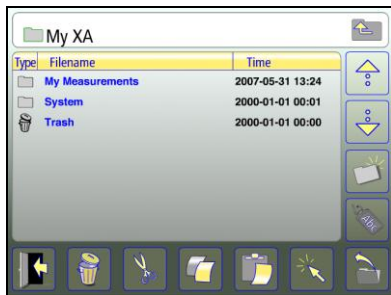 My XA
Type Filename Time
My Measurements 2007-05-31 13:24
System 2000-01-01 00:01
Trash 2000-01-01 00:00
Abc